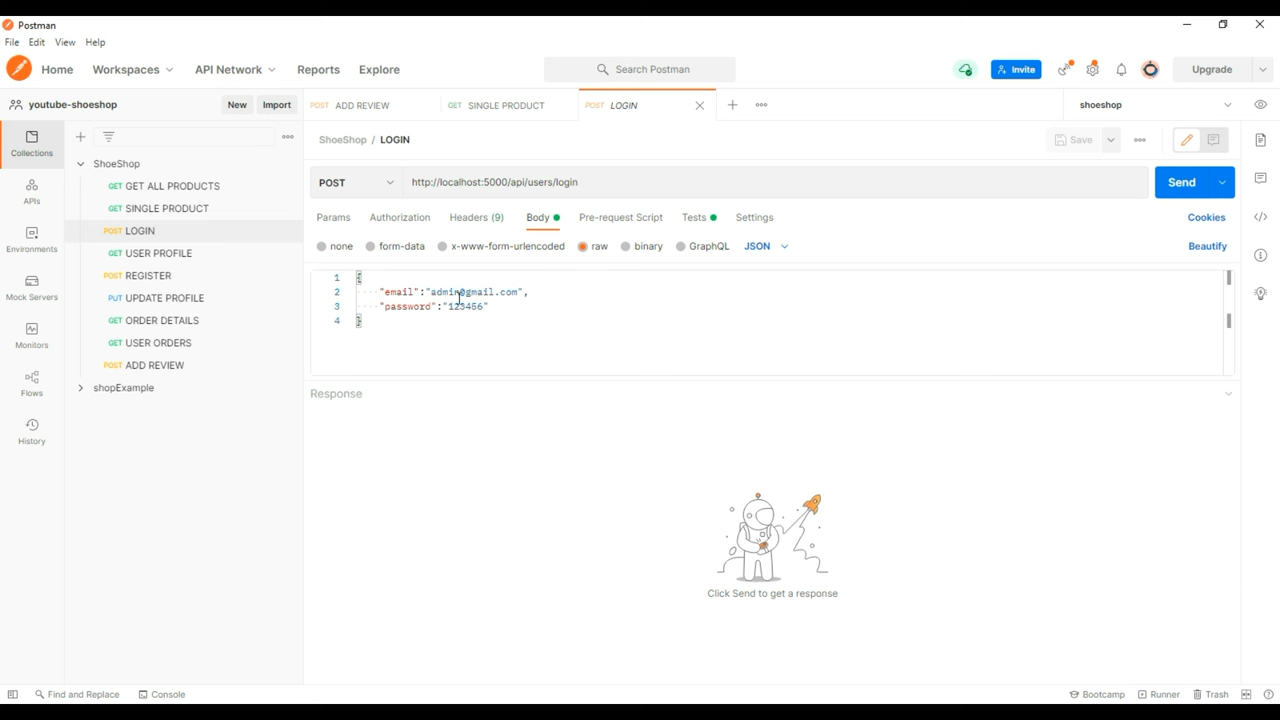 Postman
File Edit View Help
Home Workspaces API Network Reports Explore Search Postman Invite Upgrade
youtube-shoeshop New Import POST ADD REVIEW GET SINGLE PRODUCT POST LOGIN shoeshop
Collections
APIs
Environments
Mock Servers
Monitors
Flows
History
ShoeShop
GET GET ALL PRODUCTS
GET SINGLE PRODUCT
POST LOGIN
GET USER PROFILE
POST REGISTER
PUT UPDATE PROFILE
GET ORDER DETAILS
GET USER ORDERS
POST ADD REVIEW
shopExample
ShoeShop / LOGIN Save
POST http://localhost:5000/api/users/login Send
Params Authorization Headers (9) Body Pre-request Script Tests Settings Cookies
none form-data x-www-form-urlencoded raw binary GraphQL JSON Beautify
1 {
2 "email":"admin@gmail.com",
3 "password":"123456"
4 }
Response
Click Send to get a response
Find and Replace Console Bootcamp Runner Trash